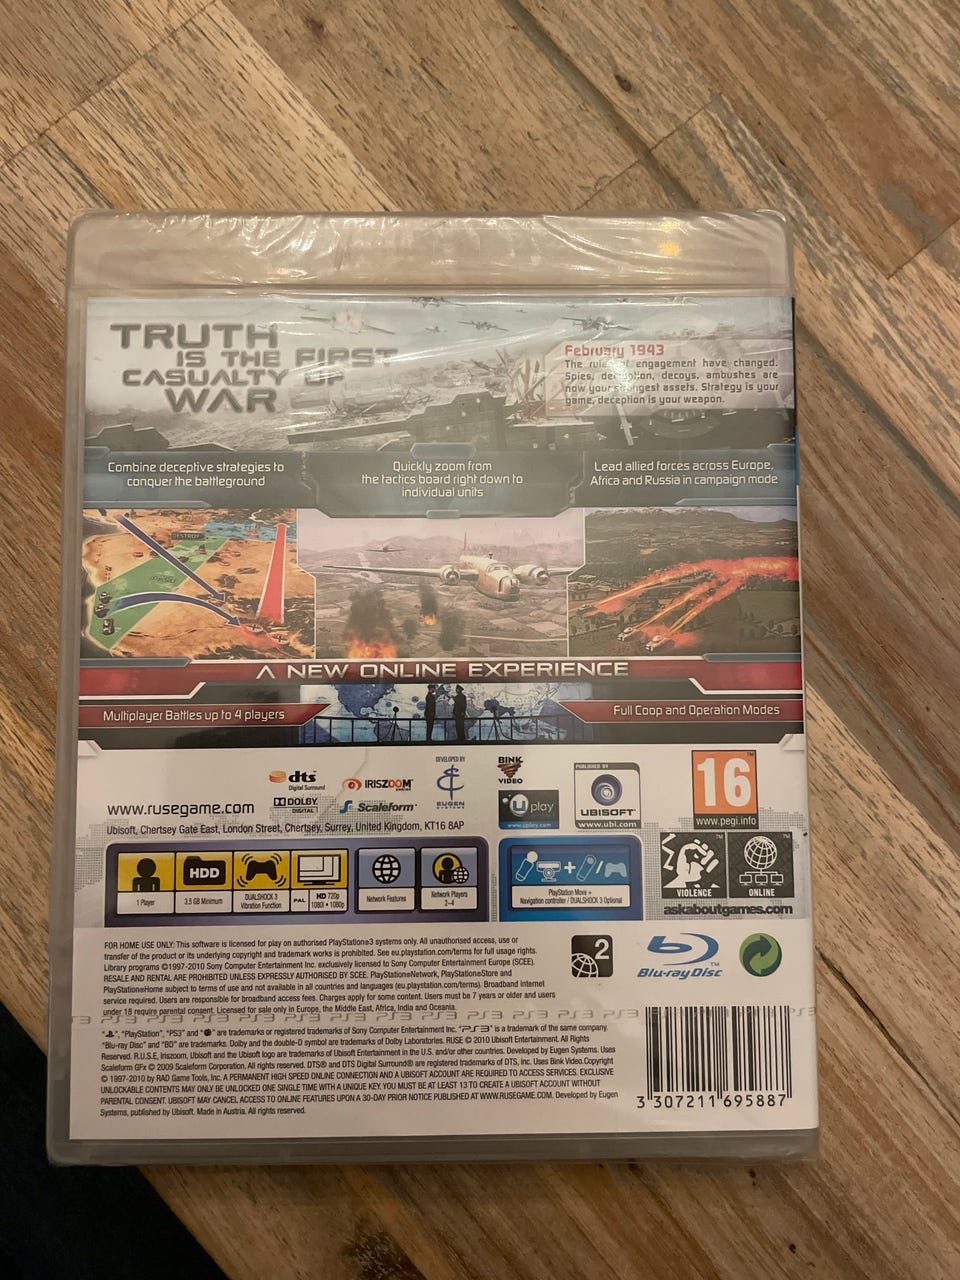 TRUTH
IS THE FIRST
CASUALTY OF
WAR
February 1943
The rules of engagement have changed.
Spies, deception, decoys, ambushes are
now your strongest assets. Strategy is your
game, deception is your weapon.
Combine deceptive strategies to
conquer the battleground
Quickly zoom from
the tactics board right down to
individual units
Lead allied forces across Europe,
Africa and Russia in campaign mode
DESTROY
A NEW ONLINE EXPERIENCE
Multiplayer Battles up to 4 players
Full Coop and Operation Modes
www.rusegame.com
dts
Digital Surround
DOLBY
DIGITAL
IRISZOOM
ENGINE
Scaleform
DEVELOPED BY
EUGEN
SYSTEMS
BINK
VIDEO
Uplay
www.uplay.com
PUBLISHED BY
UBISOFT
www.ubi.com
16
www.pegi.info
Ubisoft, Chertsey Gate East, London Street, Chertsey, Surrey, United Kingdom, KT16 8AP
1 Player
HDD
3.5 GB Minimum
DUALSHOCK 3
Vibration Function
PAL
HD 720p
1080i • 1080p
Network Features
Network Players
2-4
PlayStation Move +
Navigation controller / DUALSHOCK 3 Optional
VIOLENCE
ONLINE
askaboutgames.com
FOR HOME USE ONLY: This software is licensed for play on authorised PlayStation®3 systems only. All unauthorised access, use or
transfer of the product or its underlying copyright and trademark works is prohibited. See eu.playstation.com/terms for full usage rights.
Library programs ©1997-2010 Sony Computer Entertainment Inc. exclusively licensed to Sony Computer Entertainment Europe (SCEE).
RESALE AND RENTAL ARE PROHIBITED UNLESS EXPRESSLY AUTHORISED BY SCEE. PlayStation®Network, PlayStation®Store and
PlayStation®Home subject to terms of use and not available in all countries and languages (eu.playstation.com/terms). Broadband internet
service required. Users are responsible for broadband access fees. Charges apply for some content. Users must be 7 years or older and users
under 18 require parental consent. Licensed for sale only in Europe, the Middle East, Africa, India and Oceania.
2
Blu-ray Disc
PS3 PS3 PS3 PS3 PS3 PS3 PS3 PS3 PS3 PS3
"PlayStation", "PS3" and " " are trademarks or registered trademarks of Sony Computer Entertainment Inc. "PS3" is a trademark of the same company.
"Blu-ray Disc" and "BD" are trademarks. Dolby and the double-D symbol are trademarks of Dolby Laboratories. RUSE © 2010 Ubisoft Entertainment. All Rights
Reserved. R.U.S.E, Iriszoom, Ubisoft and the Ubisoft logo are trademarks of Ubisoft Entertainment in the U.S. and/or other countries. Developed by Eugen Systems. Uses
Scaleform GFx © 2009 Scaleform Corporation. All rights reserved. DTS® and DTS Digital Surround® are registered trademarks of DTS, Inc. Uses Bink Video.Copyright
© 1997-2010 by RAD Game Tools, Inc. A PERMANENT HIGH SPEED ONLINE CONNECTION AND A UBISOFT ACCOUNT ARE REQUIRED TO ACCESS SERVICES. EXCLUSIVE
UNLOCKABLE CONTENTS MAY ONLY BE UNLOCKED ONE SINGLE TIME WITH A UNIQUE KEY. YOU MUST BE AT LEAST 13 TO CREATE A UBISOFT ACCOUNT WITHOUT
PARENTAL CONSENT. UBISOFT MAY CANCEL ACCESS TO ONLINE FEATURES UPON A 30-DAY PRIOR NOTICE PUBLISHED AT WWW.RUSEGAME.COM. Developed by Eugen
Systems, published by Ubisoft. Made in Austria. All rights reserved.
3 307211 695887